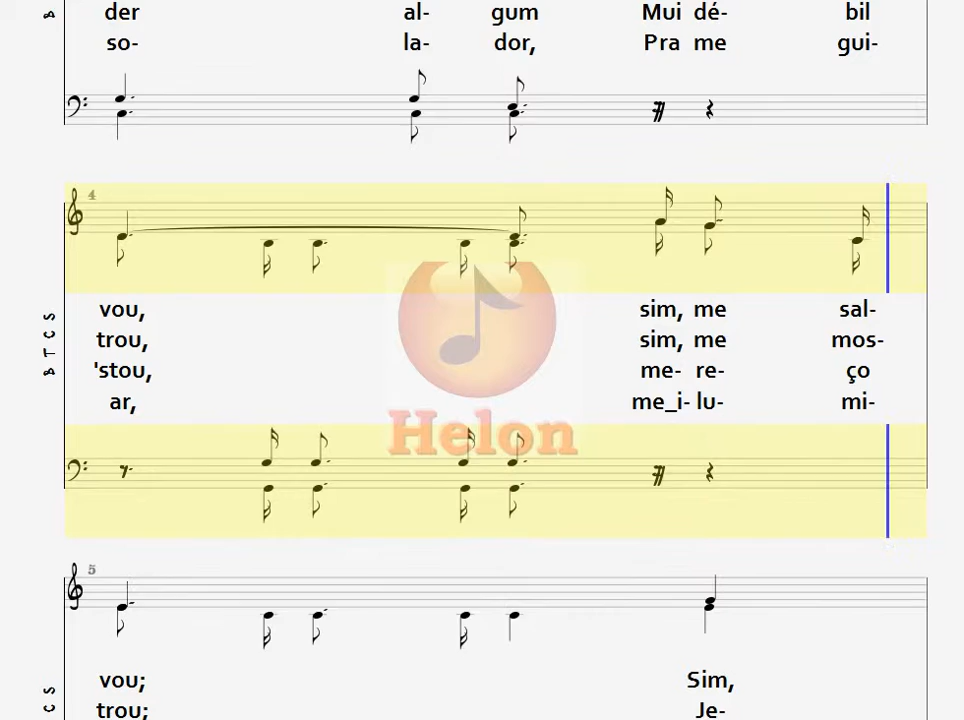 der al- gum Mui dé- bil
so- la- dor, Pra me gui-
A
4
vou, sim, me sal-
trou, sim, me mos-
'stou, me- re- ço
ar, me_i- lu- mi-
A T C S
Helon
5
vou; Sim,
trou; Je-
C S